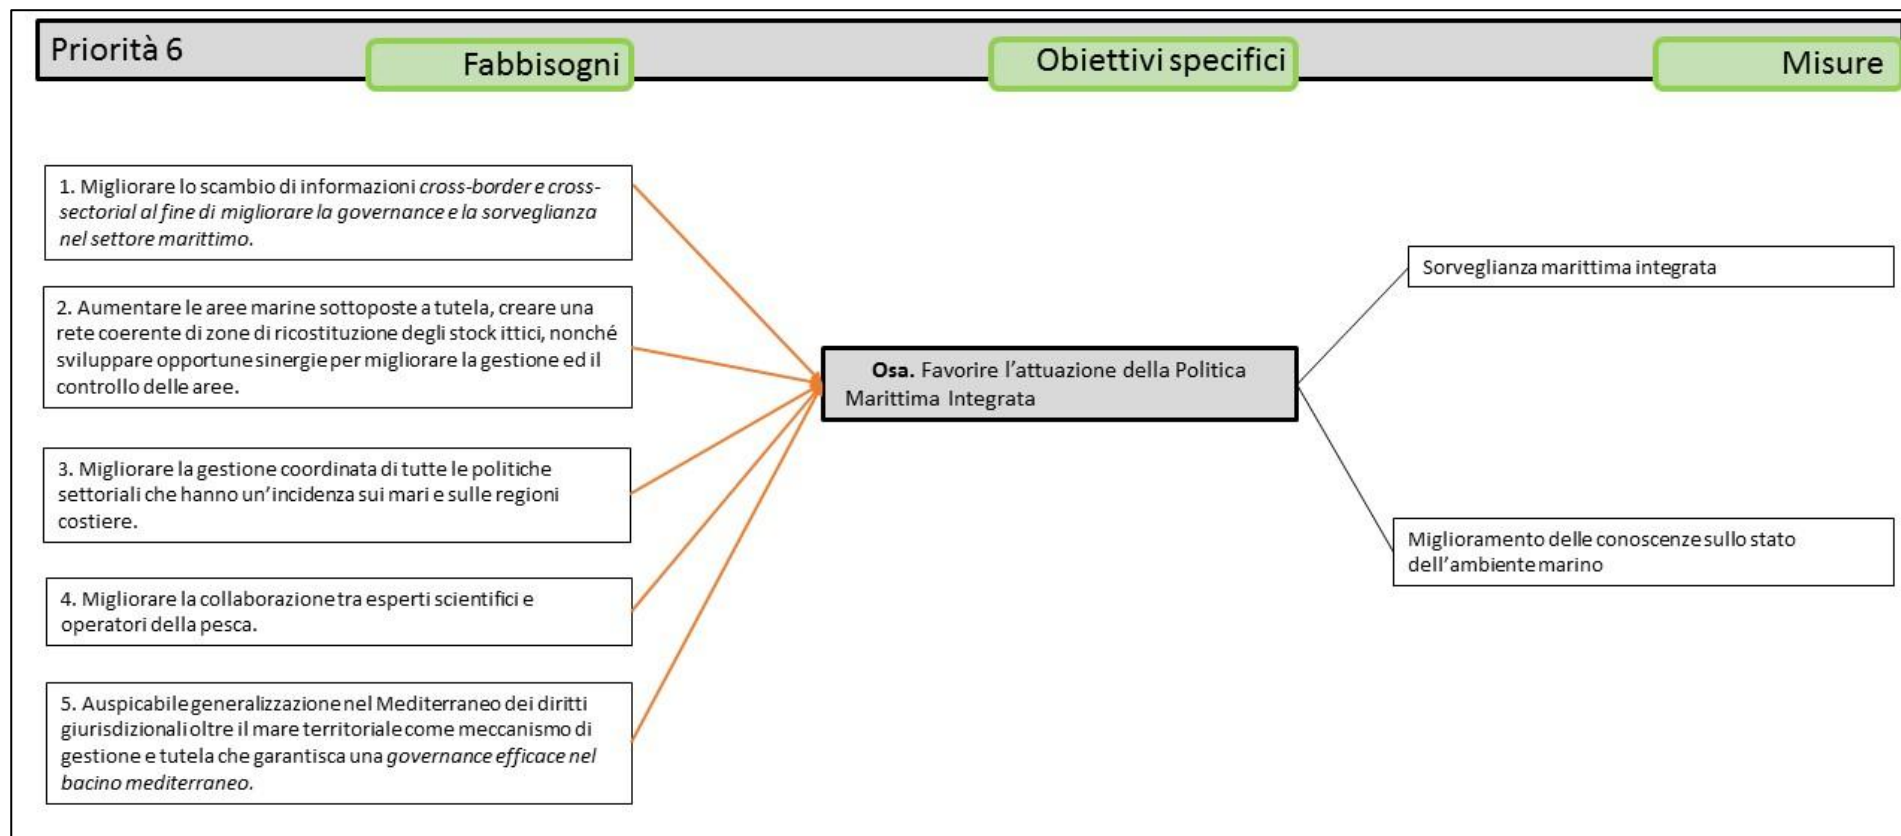 Priorità 6
Fabbisogni
Obiettivi specifici
Misure
1. Migliorare lo scambio di informazioni cross-border e cross-
sectorial al fine di migliorare la governance e la sorveglianza
nel settore marittimo.
2. Aumentare le aree marine sottoposte a tutela, creare una
rete coerente di zone di ricostituzione degli stock ittici, nonché
sviluppare opportune sinergie per migliorare la gestione ed il
controllo delle aree.
3. Migliorare la gestione coordinata di tutte le politiche
settoriali che hanno un'incidenza sui mari e sulle regioni
costiere.
4. Migliorare la collaborazione tra esperti scientifici e
operatori della pesca.
5. Auspicabile generalizzazione nel Mediterraneo dei diritti
giurisdizionali oltre il mare territoriale come meccanismo di
gestione e tutela che garantisca una governance efficace nel
bacino mediterraneo.
Osa. Favorire l'attuazione della Politica
Marittima Integrata
Sorveglianza marittima integrata
Miglioramento delle conoscenze sullo stato
dell'ambiente marino